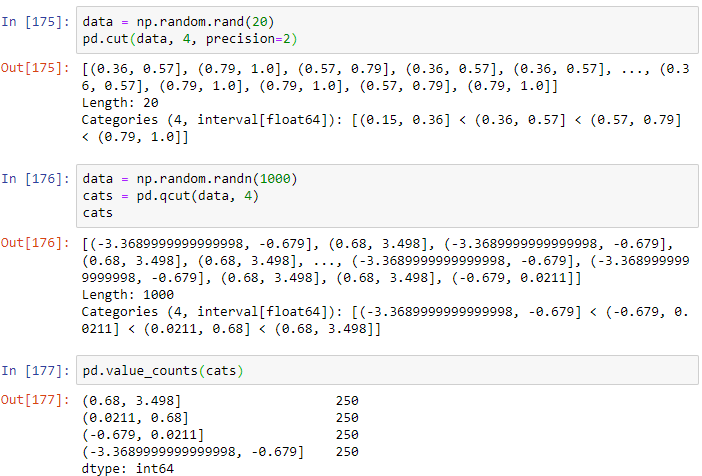 In [175]: data = np.random.rand(20)
pd.cut(data, 4, precision=2)
Out[175]: [(0.36, 0.57], (0.79, 1.0], (0.57, 0.79], (0.36, 0.57], (0.36, 0.57], ..., (0.3
6, 0.57], (0.79, 1.0], (0.79, 1.0], (0.57, 0.79], (0.79, 1.0]]
Length: 20
Categories (4, interval[float64]): [(0.15, 0.36] < (0.36, 0.57] < (0.57, 0.79]
< (0.79, 1.0]]
In [176]: data = np.random.randn(1000)
cats = pd.qcut(data, 4)
cats
Out[176]: [(-3.3689999999999998, -0.679], (0.68, 3.498], (-3.3689999999999998, -0.679],
(0.68, 3.498], (0.68, 3.498], ..., (-3.3689999999999998, -0.679], (-3.368999999
9999998, -0.679], (0.68, 3.498], (0.68, 3.498], (-0.679, 0.0211]]
Length: 1000
Categories (4, interval[float64]): [(-3.3689999999999998, -0.679] < (-0.679, 0.
0211] < (0.0211, 0.68] < (0.68, 3.498]]
In [177]: pd.value_counts(cats)
Out[177]: (0.68, 3.498] 250
(0.0211, 0.68] 250
(-0.679, 0.0211] 250
(-3.3689999999999998, -0.679] 250
dtype: int64